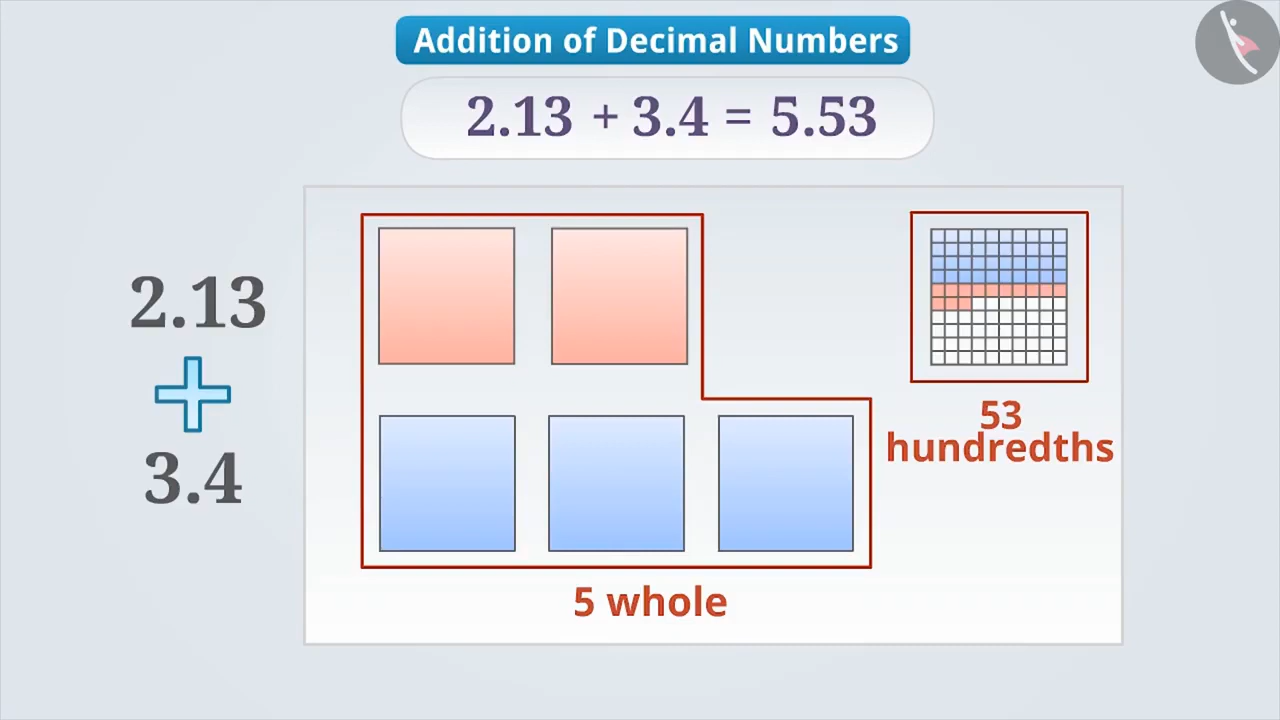 Addition of Decimal Numbers
2.13 + 3.4 = 5.53
2.13
+
3.4
53
hundredths
5 whole